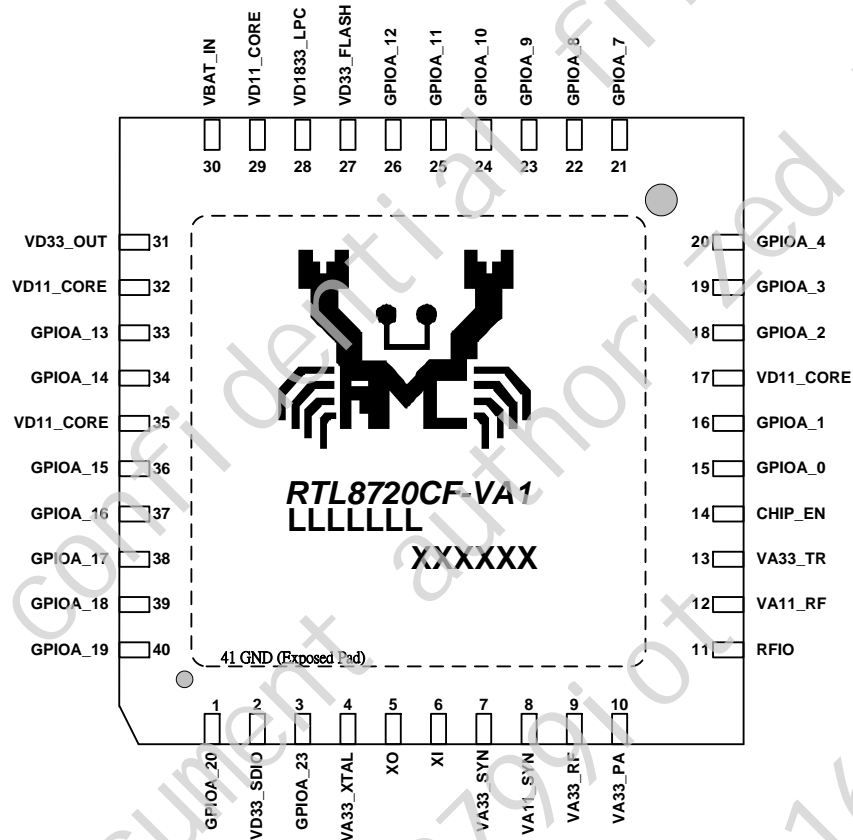 VBAT_IN
VD11_CORE
VD1833_LPC
VD33_FLASH
GPIOA_12
GPIOA_11
GPIOA_10
GPIOA_9
GPIOA_8
GPIOA_7
30 29 28 27 26 25 24 23 22 21
VD33_OUT 31
VD11_CORE 32
GPIOA_13 33
GPIOA_14 34
VD11_CORE 35
GPIOA_15 36
GPIOA_16 37
GPIOA_17 38
GPIOA_18 39
GPIOA_19 40
20 GPIOA_4
19 GPIOA_3
18 GPIOA_2
17 VD11_CORE
16 GPIOA_1
15 GPIOA_0
14 CHIP_EN
13 VA33_TR
12 VA11_RF
11 RFIO
RTL8720CF-VA1
LLLLLLL
XXXXXX
41 GND (Exposed Pad)
1 2 3 4 5 6 7 8 9 10
GPIOA_20
VD33_SDIO
GPIOA_23
VA33_XTAL
XO
XI
VA33_SYN
VA11_SYN
VA33_RF
VA33_PA
confidential
authorized